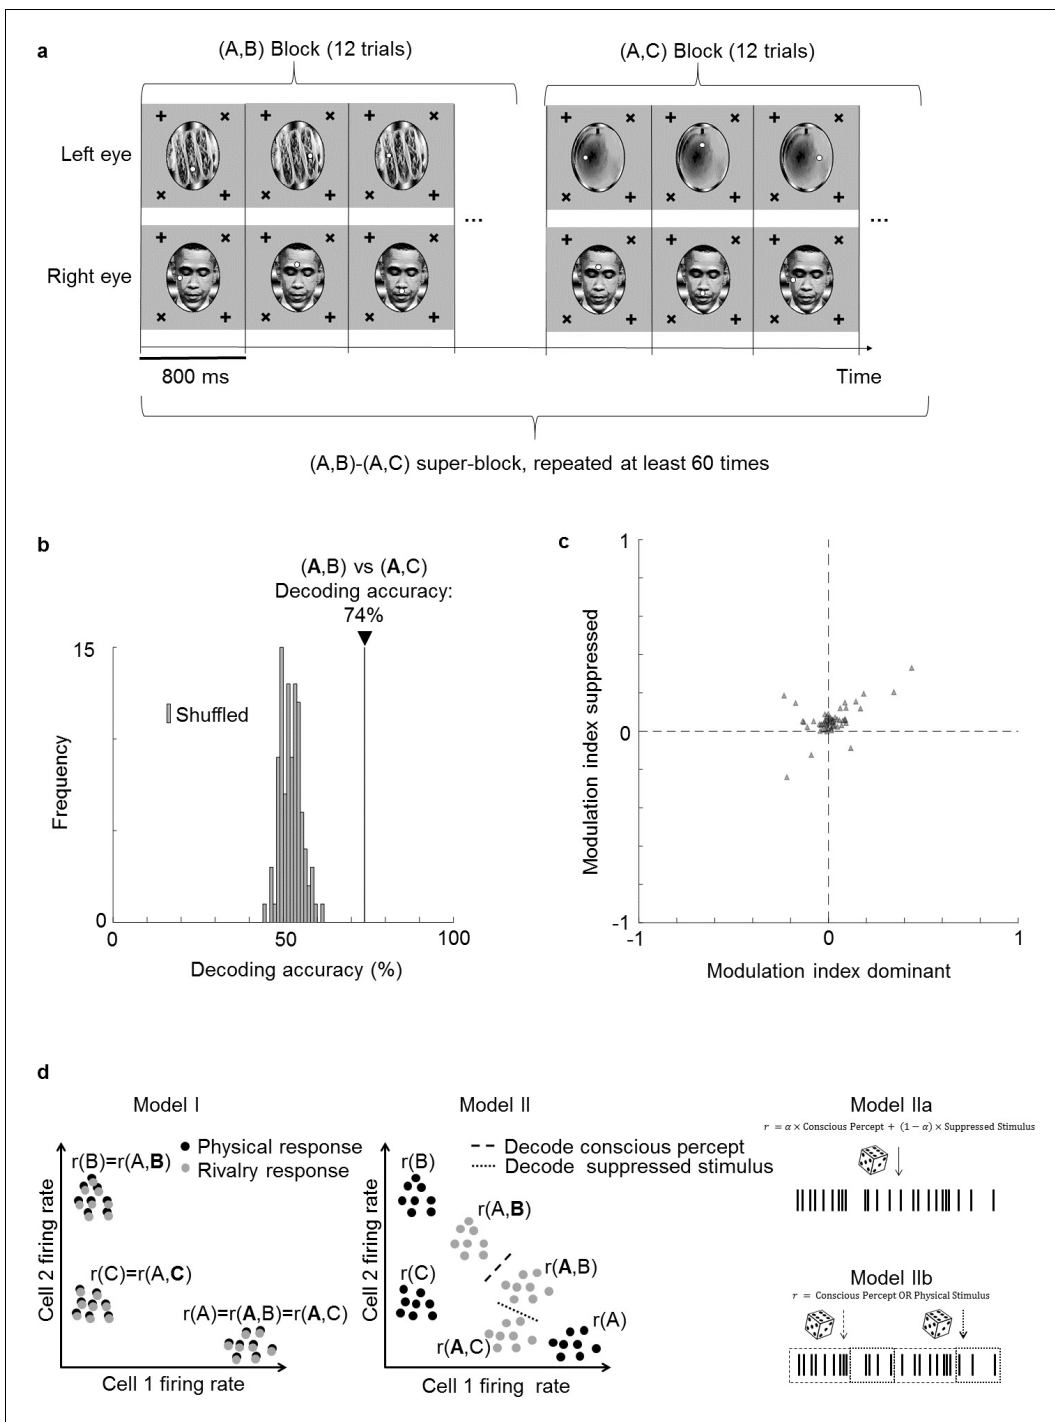 a
(A,B) Block (12 trials)
(A,C) Block (12 trials)
Left eye
...
...
Right eye
800 ms
Time
(A,B)-(A,C) super-block, repeated at least 60 times
b
(A,B) vs (A,C)
Decoding accuracy:
74%
15
Shuffled
Frequency
0
0
50
100
Decoding accuracy (%)
c
1
Modulation index suppressed
0
-1
-1
0
1
Modulation index dominant
d
Model I
Physical response
Rivalry response
r(B)=r(A,B)
r(C)=r(A,C)
r(A)=r(A,B)=r(A,C)
Cell 2 firing rate
Cell 1 firing rate
Model II
Decode conscious percept
Decode suppressed stimulus
r(B)
r(A,B)
r(C)
r(A,B)
r(A)
r(A,C)
Cell 2 firing rate
Cell 1 firing rate
Model IIa
r = α × Conscious Percept + (1 − α) × Suppressed Stimulus
Model IIb
r = Conscious Percept OR Physical Stimulus